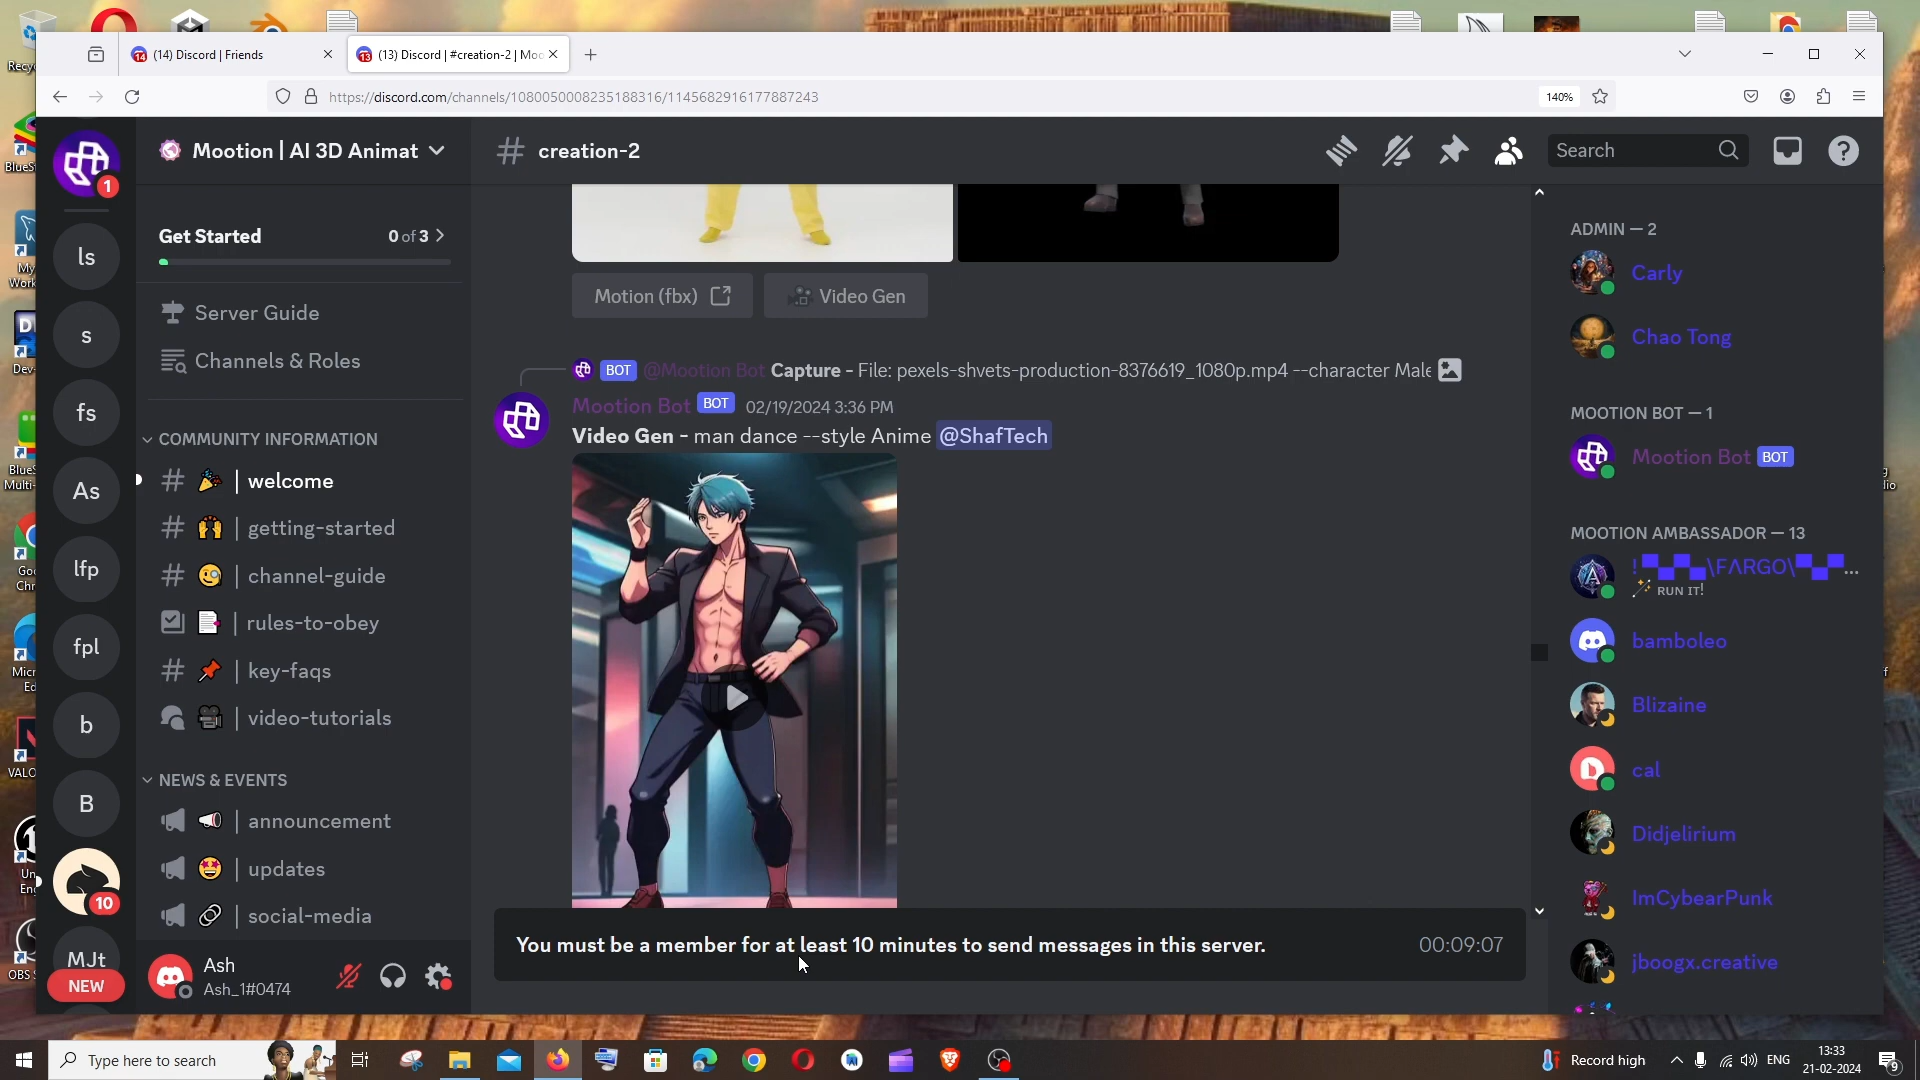 (14) Discord | Friends
(13) Discord | #creation-2 | Moo
https://discord.com/channels/1080050008235188316/1145682916177887243
140%
Mootion | AI 3D Animat
creation-2
Search
1
Get Started
0 of 3
Server Guide
Channels & Roles
COMMUNITY INFORMATION
| welcome
| getting-started
| channel-guide
| rules-to-obey
| key-faqs
| video-tutorials
NEWS & EVENTS
| announcement
| updates
| social-media
ls
s
fs
As
lfp
fpl
b
B
10
MJt
NEW
Ash
Ash_1#0474
Motion (fbx)
Video Gen
BOT @Mootion Bot Capture - File: pexels-shvets-production-8376619_1080p.mp4 --character Male
Mootion Bot BOT 02/19/2024 3:36 PM
Video Gen - man dance --style Anime @ShafTech
You must be a member for at least 10 minutes to send messages in this server.
00:09:07
ADMIN — 2
Carly
Chao Tong
MOOTION BOT — 1
Mootion Bot BOT
MOOTION AMBASSADOR — 13
RUN IT!
bamboleo
Blizaine
cal
Didjelirium
ImCybearPunk
jboogx.creative
Type here to search
Record high
ENG
13:33
21-02-2024
9